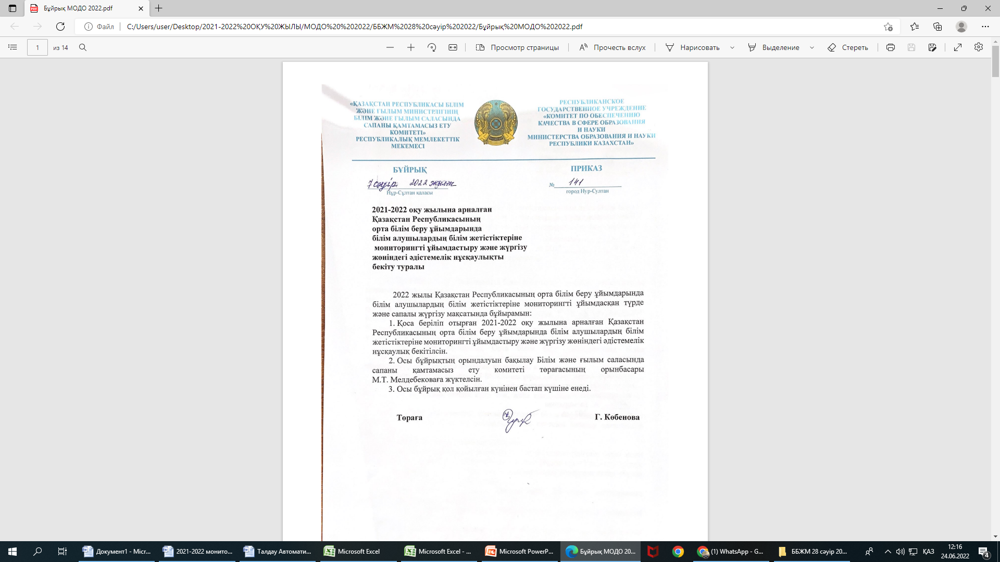 Бұйрық МОДО 2022.pdf
Файл
C:/Users/user/Desktop/2021-2022%20ОҚУ%20ЖЫЛЫ/МОДО%20%202022/ББЖМ%2028%20сәуір%202022/Бұйрық%20МОДО%202022.pdf
1 из 14
Просмотр страницы
Прочесть вслух
Нарисовать
Выделение
Стереть
«ҚАЗАҚСТАН РЕСПУБЛИКАСЫ БІЛІМ
ЖӘНЕ ҒЫЛЫМ МИНИСТРЛІГІНІҢ
БІЛІМ ЖӘНЕ ҒЫЛЫМ САЛАСЫНДА
САПАНЫ ҚАМТАМАСЫЗ ЕТУ
КОМИТЕТІ»
РЕСПУБЛИКАЛЫҚ МЕМЛЕКЕТТІК
МЕКЕМЕСІ
РЕСПУБЛИКАНСКОЕ
ГОСУДАРСТВЕННОЕ УЧРЕЖДЕНИЕ
«КОМИТЕТ ПО ОБЕСПЕЧЕНИЮ
КАЧЕСТВА В СФЕРЕ ОБРАЗОВАНИЯ
И НАУКИ
МИНИСТЕРСТВА ОБРАЗОВАНИЯ И НАУКИ
РЕСПУБЛИКИ КАЗАХСТАН»
БҰЙРЫҚ
ПРИКАЗ
7 сәуір 2022 жылы
№ 141
Нұр-Сұлтан қаласы
город Нур-Султан
2021-2022 оқу жылына арналған
Қазақстан Республикасының
орта білім беру ұйымдарында
білім алушылардың білім жетістіктеріне
мониторингті ұйымдастыру және жүргізу
жөніндегі әдістемелік нұсқаулықты
бекіту туралы
2022 жылы Қазақстан Республикасының орта білім беру ұйымдарында
білім алушылардың білім жетістіктеріне мониторингті ұйымдасқан түрде
және сапалы жүргізу мақсатында бұйырамын:
1. Қоса беріліп отырған 2021-2022 оқу жылына арналған Қазақстан
Республикасының орта білім беру ұйымдарында білім алушылардың білім
жетістіктеріне мониторингті ұйымдастыру және жүргізу жөніндегі әдістемелік
нұсқаулық бекітілсін.
2. Осы бұйрықтың орындалуын бақылау Білім және ғылым саласында
сапаны қамтамасыз ету комитеті төрағасының орынбасары
М.Т. Мелдебековаға жүктелсін.
3. Осы бұйрық қол қойылған күнінен бастап күшіне енеді.
Төраға
Г. Көбенова
Документ1 - Micr...
2021-2022 монито...
Талдау Автомати...
Microsoft Excel
Microsoft Excel - ...
Microsoft PowerP...
Бұйрық МОДО 20...
(1) WhatsApp - G...
ББЖМ 28 сәуір 20...
ҚАЗ
12:16
24.06.2022
4